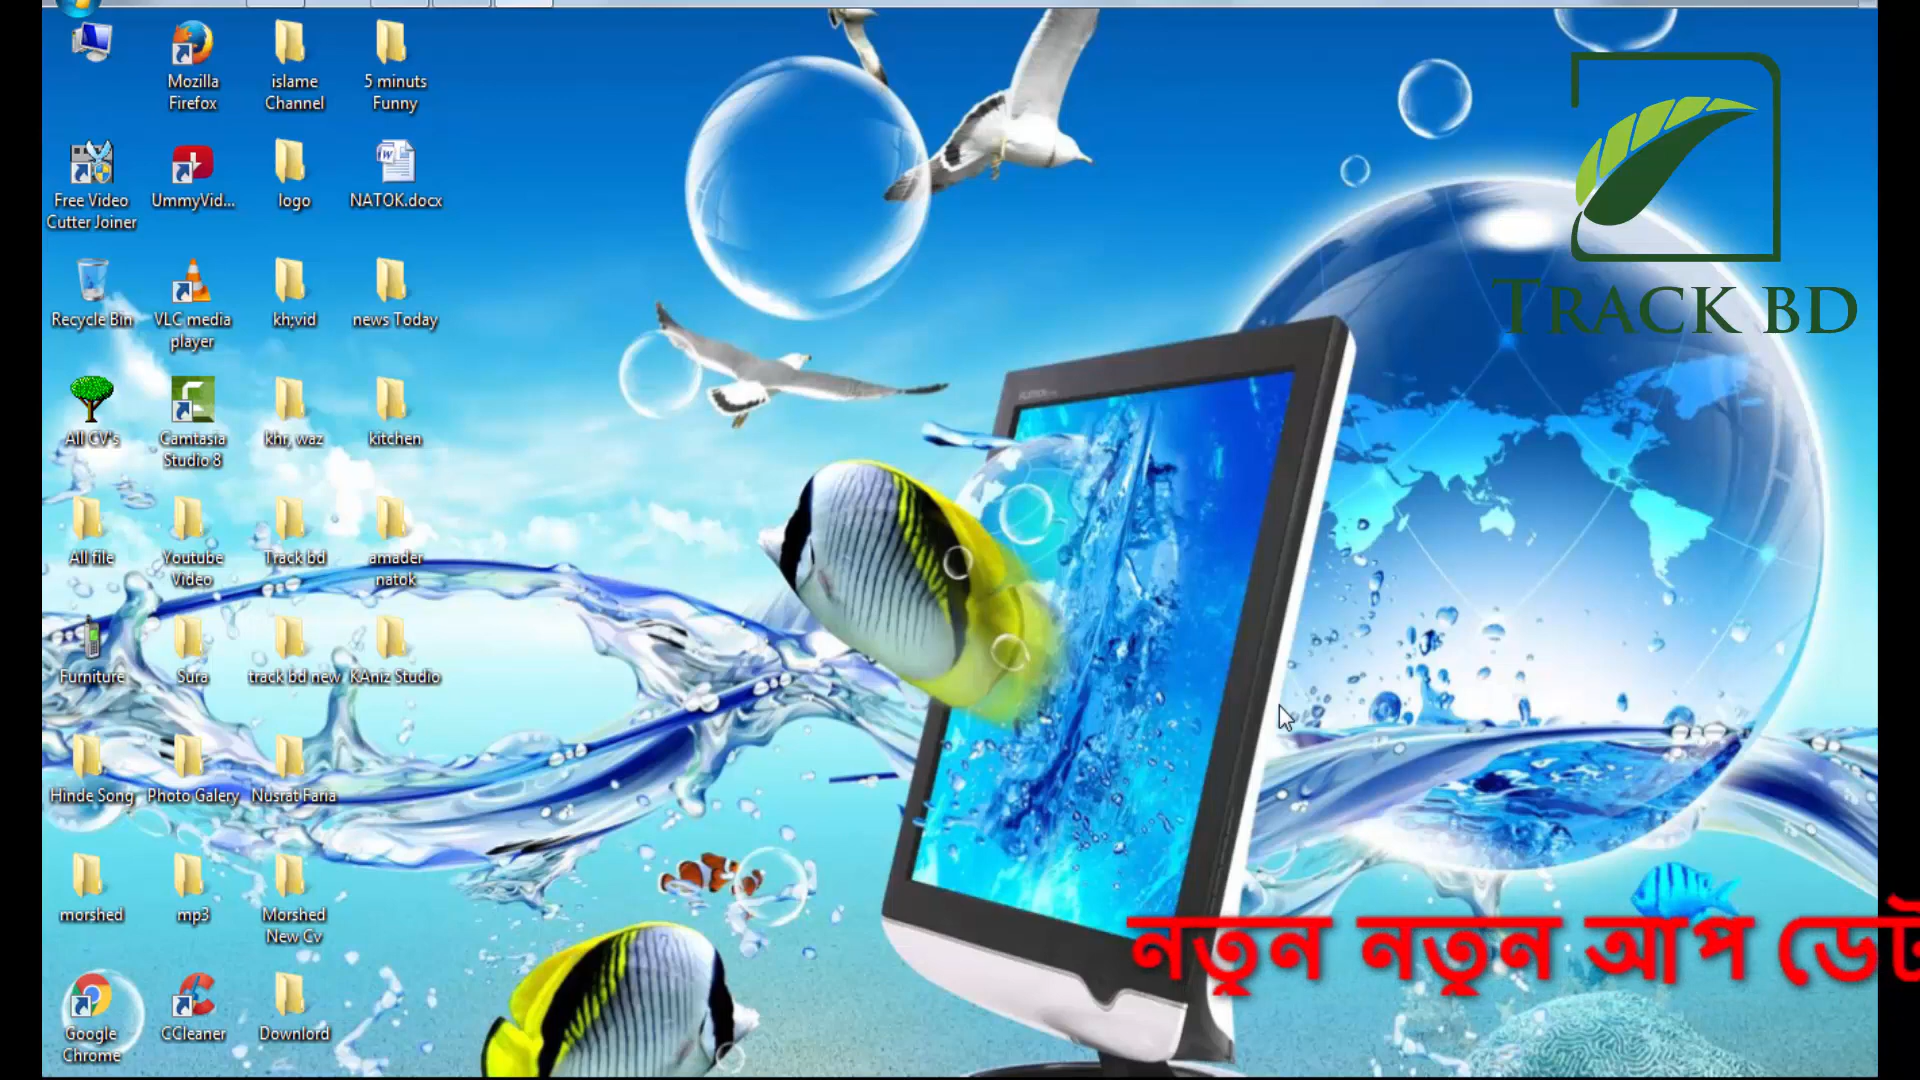 Mozilla
Firefox
islame
Channel
5 minuts
Funny
Free Video
Cutter Joiner
UmmyVid...
logo
NATOK.docx
Recycle Bin
VLC media
player
kh;vid
news Today
All CV's
Camtasia
Studio 8
khr, waz
kitchen
All file
Youtube
Video
Track bd
amader
natok
Furniture
Sura
track bd new
KAniz Studio
Hinde Song
Photo Galery
Nusrat Faria
morshed
mp3
Morshed
New Cv
Google
Chrome
CCleaner
Downlord
TRACK BD
নতুন নতুন আপ ডেট